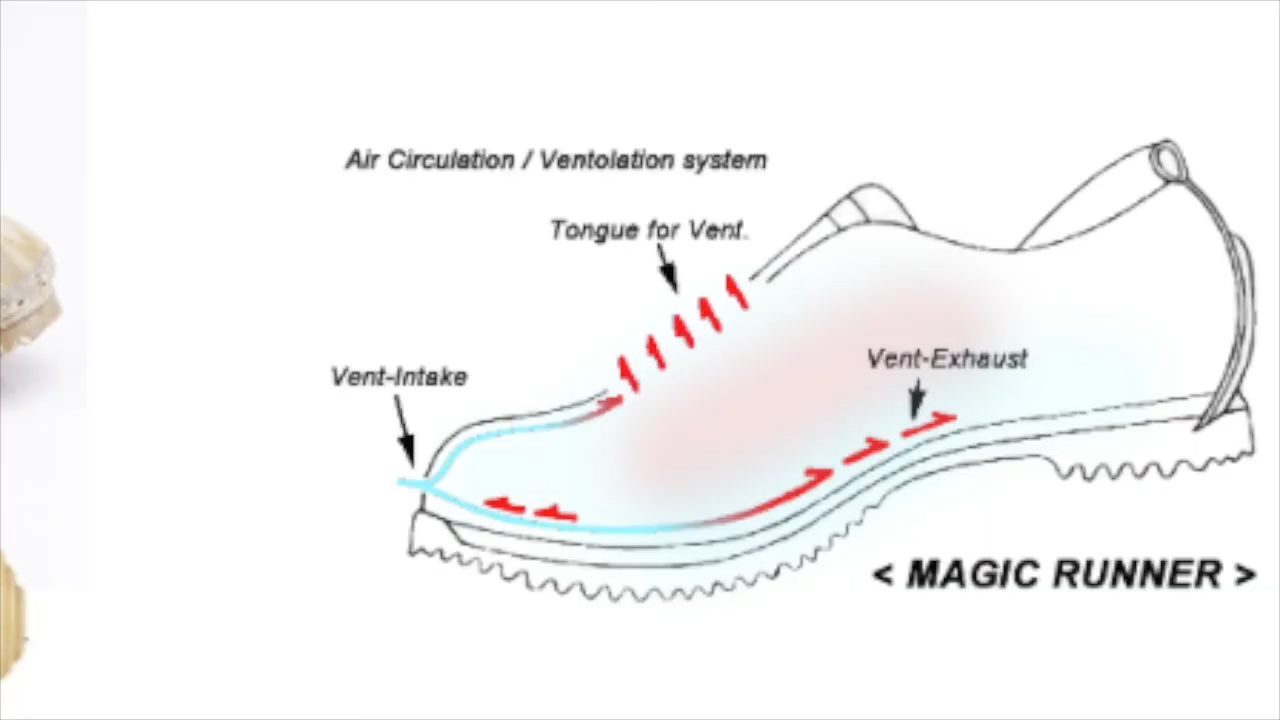 Air Circulation / Ventolation system
Tongue for Vent.
Vent-Intake
Vent-Exhaust
< MAGIC RUNNER >